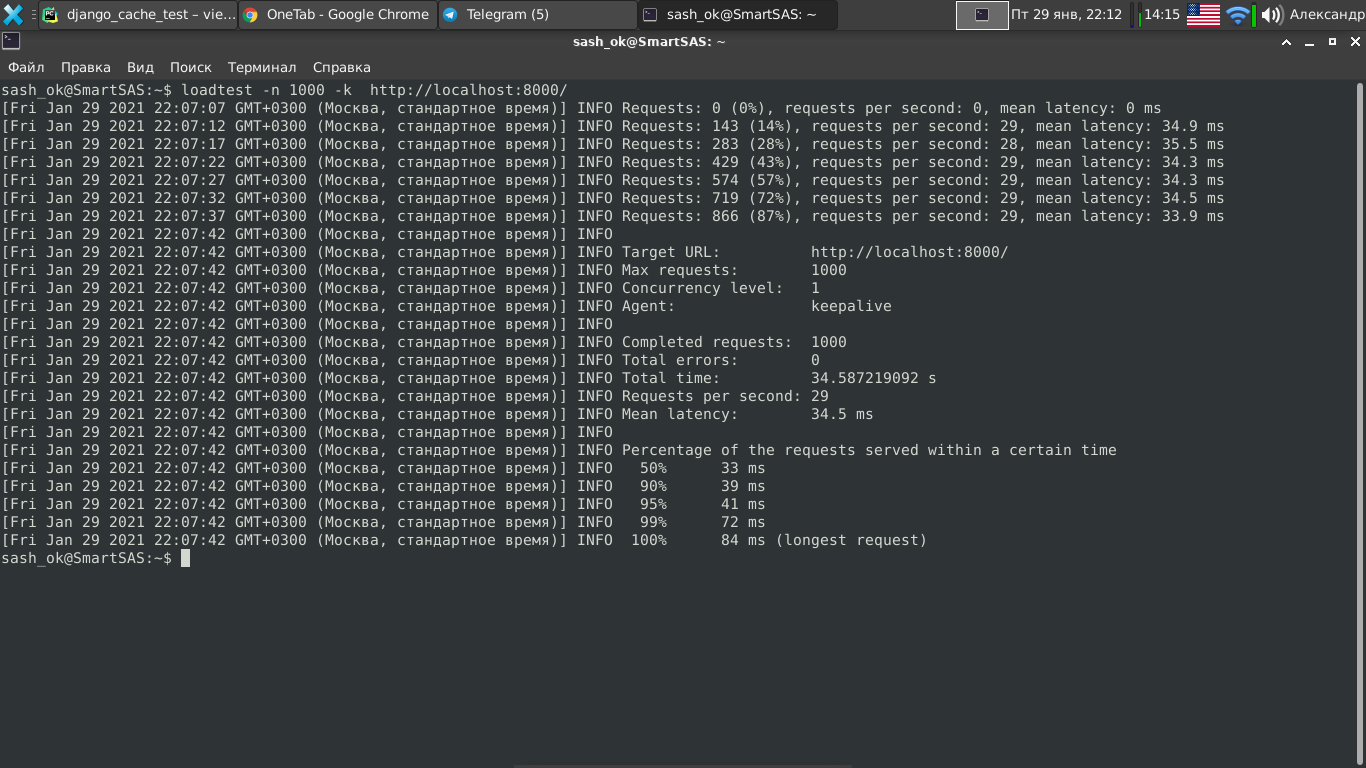 django_cache_test – vie... OneTab - Google Chrome Telegram (5) sash_ok@SmartSAS: ~ Пт 29 янв, 22:12 14:15 Александр
sash_ok@SmartSAS: ~
Файл Правка Вид Поиск Терминал Справка
sash_ok@SmartSAS:~$ loadtest -n 1000 -k  http://localhost:8000/
[Fri Jan 29 2021 22:07:07 GMT+0300 (Москва, стандартное время)] INFO Requests: 0 (0%), requests per second: 0, mean latency: 0 ms
[Fri Jan 29 2021 22:07:12 GMT+0300 (Москва, стандартное время)] INFO Requests: 143 (14%), requests per second: 29, mean latency: 34.9 ms
[Fri Jan 29 2021 22:07:17 GMT+0300 (Москва, стандартное время)] INFO Requests: 283 (28%), requests per second: 28, mean latency: 35.5 ms
[Fri Jan 29 2021 22:07:22 GMT+0300 (Москва, стандартное время)] INFO Requests: 429 (43%), requests per second: 29, mean latency: 34.3 ms
[Fri Jan 29 2021 22:07:27 GMT+0300 (Москва, стандартное время)] INFO Requests: 574 (57%), requests per second: 29, mean latency: 34.3 ms
[Fri Jan 29 2021 22:07:32 GMT+0300 (Москва, стандартное время)] INFO Requests: 719 (72%), requests per second: 29, mean latency: 34.5 ms
[Fri Jan 29 2021 22:07:37 GMT+0300 (Москва, стандартное время)] INFO Requests: 866 (87%), requests per second: 29, mean latency: 33.9 ms
[Fri Jan 29 2021 22:07:42 GMT+0300 (Москва, стандартное время)] INFO
[Fri Jan 29 2021 22:07:42 GMT+0300 (Москва, стандартное время)] INFO Target URL:          http://localhost:8000/
[Fri Jan 29 2021 22:07:42 GMT+0300 (Москва, стандартное время)] INFO Max requests:        1000
[Fri Jan 29 2021 22:07:42 GMT+0300 (Москва, стандартное время)] INFO Concurrency level:   1
[Fri Jan 29 2021 22:07:42 GMT+0300 (Москва, стандартное время)] INFO Agent:               keepalive
[Fri Jan 29 2021 22:07:42 GMT+0300 (Москва, стандартное время)] INFO
[Fri Jan 29 2021 22:07:42 GMT+0300 (Москва, стандартное время)] INFO Completed requests:  1000
[Fri Jan 29 2021 22:07:42 GMT+0300 (Москва, стандартное время)] INFO Total errors:        0
[Fri Jan 29 2021 22:07:42 GMT+0300 (Москва, стандартное время)] INFO Total time:          34.587219092 s
[Fri Jan 29 2021 22:07:42 GMT+0300 (Москва, стандартное время)] INFO Requests per second: 29
[Fri Jan 29 2021 22:07:42 GMT+0300 (Москва, стандартное время)] INFO Mean latency:        34.5 ms
[Fri Jan 29 2021 22:07:42 GMT+0300 (Москва, стандартное время)] INFO
[Fri Jan 29 2021 22:07:42 GMT+0300 (Москва, стандартное время)] INFO Percentage of the requests served within a certain time
[Fri Jan 29 2021 22:07:42 GMT+0300 (Москва, стандартное время)] INFO   50%      33 ms
[Fri Jan 29 2021 22:07:42 GMT+0300 (Москва, стандартное время)] INFO   90%      39 ms
[Fri Jan 29 2021 22:07:42 GMT+0300 (Москва, стандартное время)] INFO   95%      41 ms
[Fri Jan 29 2021 22:07:42 GMT+0300 (Москва, стандартное время)] INFO   99%      72 ms
[Fri Jan 29 2021 22:07:42 GMT+0300 (Москва, стандартное время)] INFO  100%      84 ms (longest request)
sash_ok@SmartSAS:~$